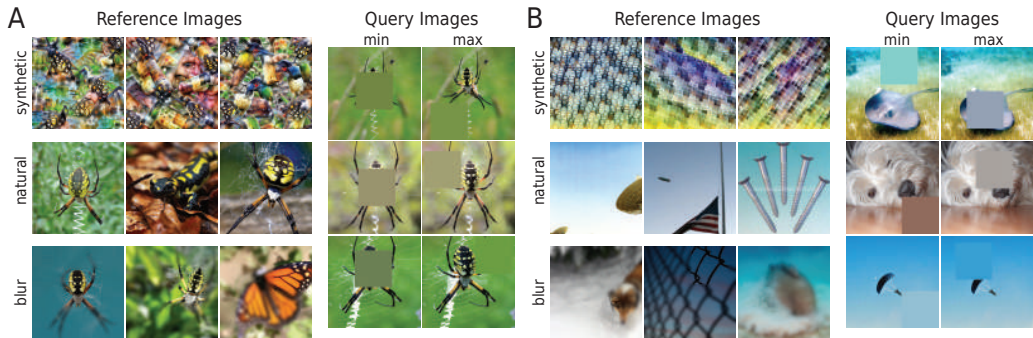 A
Reference Images
Query Images
min
max
synthetic
natural
blur
B
Reference Images
Query Images
min
max
synthetic
natural
blur